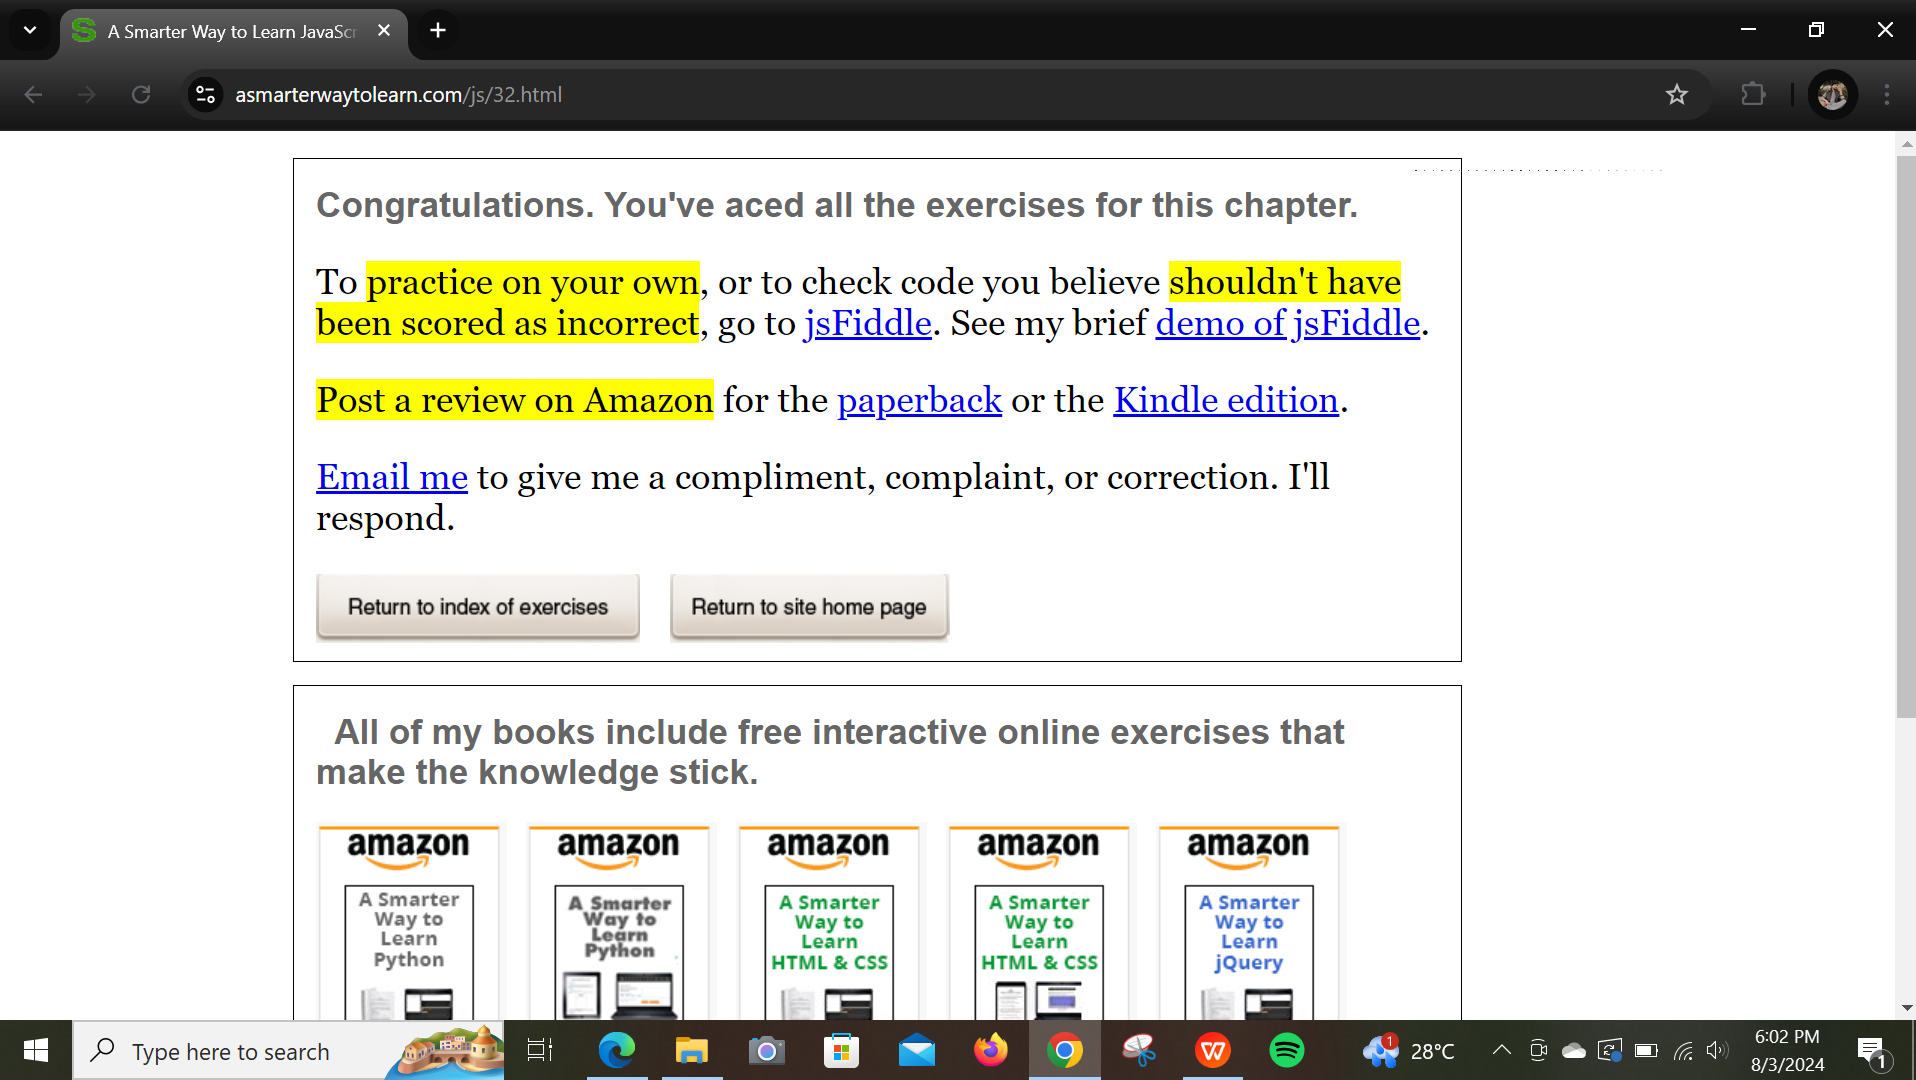 A Smarter Way to Learn JavaScr
asmarterwaytolearn.com/js/32.html
Congratulations. You've aced all the exercises for this chapter.
To practice on your own, or to check code you believe shouldn't have
been scored as incorrect, go to jsFiddle. See my brief demo of jsFiddle.
Post a review on Amazon for the paperback or the Kindle edition.
Email me to give me a compliment, complaint, or correction. I'll
respond.
Return to index of exercises Return to site home page
All of my books include free interactive online exercises that
make the knowledge stick.
amazon amazon amazon amazon amazon
A Smarter A Smarter A Smarter A Smarter A Smarter
Way to Way to Way to Way to Way to
Learn Learn Learn Learn Learn
Python Python HTML & CSS HTML & CSS jQuery
Type here to search
1
28°C
6:02 PM
8/3/2024
1